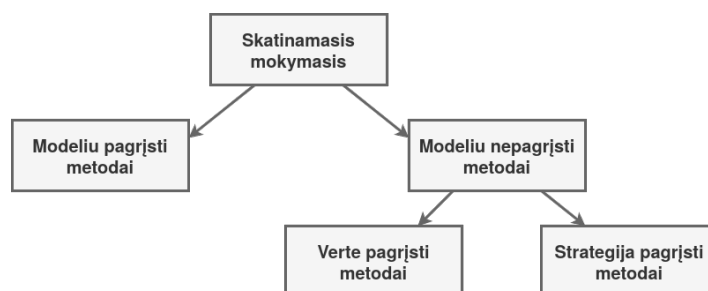 Skatinamasis
mokymasis
Modeliu pagrįsti
metodai
Modeliu nepagrįsti
metodai
Verte pagrįsti
metodai
Strategija pagrįsti
metodai